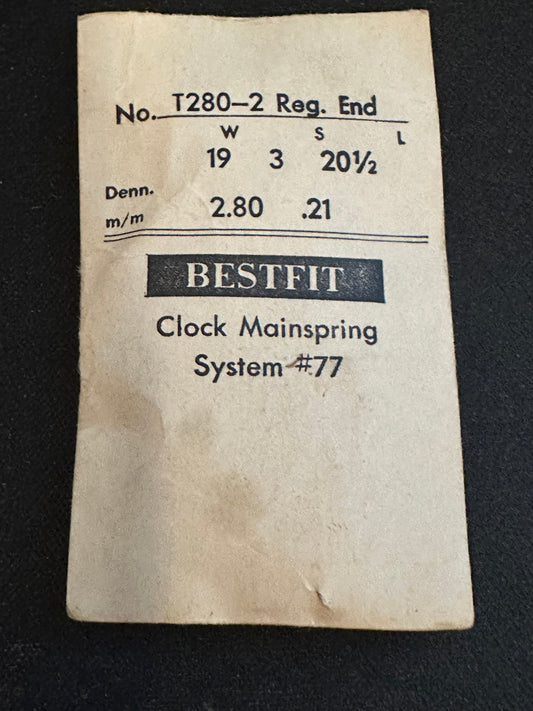 No. T280–2 Reg. End
W S L
19 3 20½
Denn.
m/m 2.80 .21
BESTFIT
Clock Mainspring
System #77